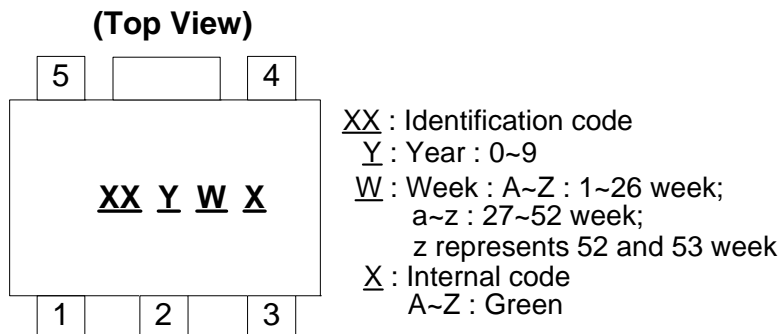 (Top View)
5 4
XX Y W X
1 2 3
XX : Identification code
Y : Year : 0~9
W : Week : A~Z : 1~26 week;
a~z : 27~52 week;
z represents 52 and 53 week
X : Internal code
A~Z : Green